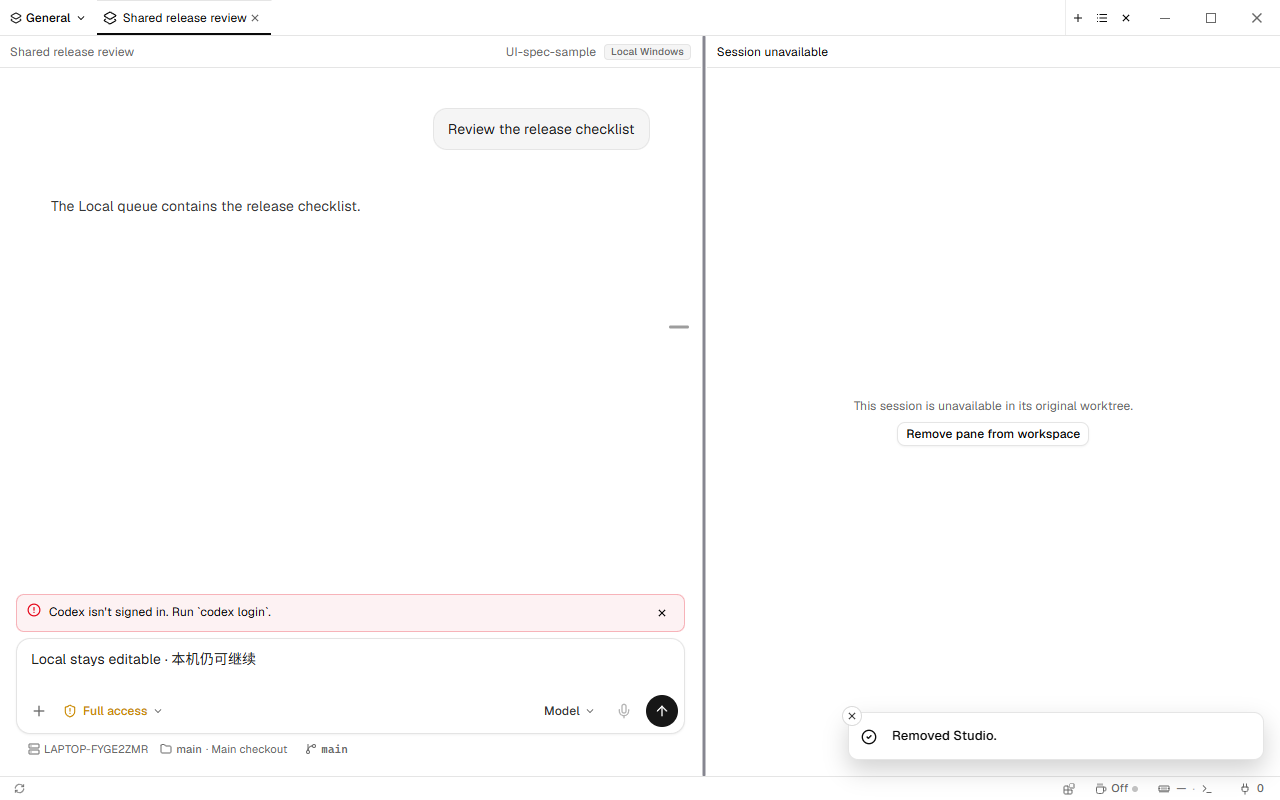 General
Shared release review
Shared release review
UI-spec-sample
Local Windows
Session unavailable
Review the release checklist
The Local queue contains the release checklist.
This session is unavailable in its original worktree.
Remove pane from workspace
Codex isn't signed in. Run `codex login`.
Local stays editable · 本机仍可继续
Full access
Model
LAPTOP-FYGE2ZMR
main · Main checkout
main
Removed Studio.
Off
— ·
0